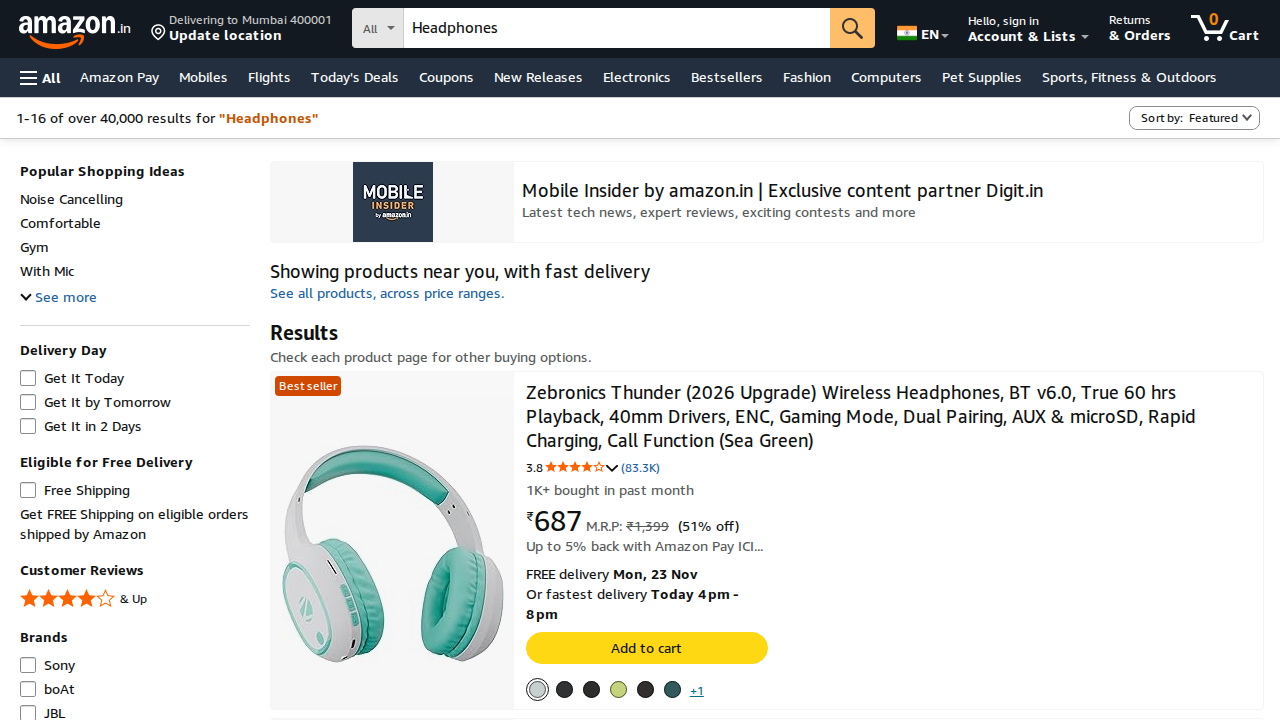 amazon.in
Delivering to Mumbai 400001
Update location
All
Headphones
EN
Hello, sign in
Account & Lists
Returns
& Orders
0
Cart
All
Amazon Pay
Mobiles
Flights
Today's Deals
Coupons
New Releases
Electronics
Bestsellers
Fashion
Computers
Pet Supplies
Sports, Fitness & Outdoors
1-16 of over 40,000 results for "Headphones"
Sort by: Featured
Popular Shopping Ideas
Noise Cancelling
Comfortable
Gym
With Mic
See more
Delivery Day
Get It Today
Get It by Tomorrow
Get It in 2 Days
Eligible for Free Delivery
Free Shipping
Get FREE Shipping on eligible orders
shipped by Amazon
Customer Reviews
& Up
Brands
Sony
boAt
JBL
MOBILE
INSIDER
by amazon.in
Mobile Insider by amazon.in | Exclusive content partner Digit.in
Latest tech news, expert reviews, exciting contests and more
Showing products near you, with fast delivery
See all products, across price ranges.
Results
Check each product page for other buying options.
Best seller
Zebronics Thunder (2026 Upgrade) Wireless Headphones, BT v6.0, True 60 hrs
Playback, 40mm Drivers, ENC, Gaming Mode, Dual Pairing, AUX & microSD, Rapid
Charging, Call Function (Sea Green)
3.8 (83.3K)
1K+ bought in past month
₹687 M.R.P: ₹1,399 (51% off)
Up to 5% back with Amazon Pay ICI...
FREE delivery Mon, 23 Nov
Or fastest delivery Today 4 pm -
8 pm
Add to cart
+1